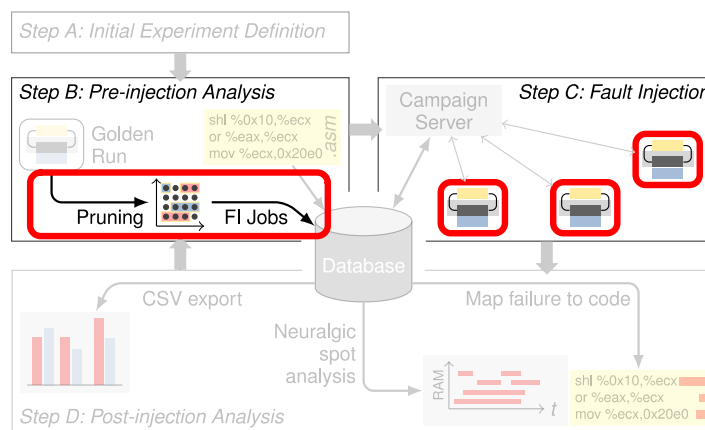 Step A: Initial Experiment Definition
Step B: Pre-injection Analysis
Golden
Run
shl %0x10,%ecx
or %eax,%ecx
mov %ecx,0x20e0
.asm
Pruning
FI Jobs
Step C: Fault Injection
Campaign
Server
Database
CSV export
Neuralgic
spot
analysis
Map failure to code
RAM
t
shl %0x10,%ecx
or %eax,%ecx
mov %ecx,0x20e0
Step D: Post-injection Analysis